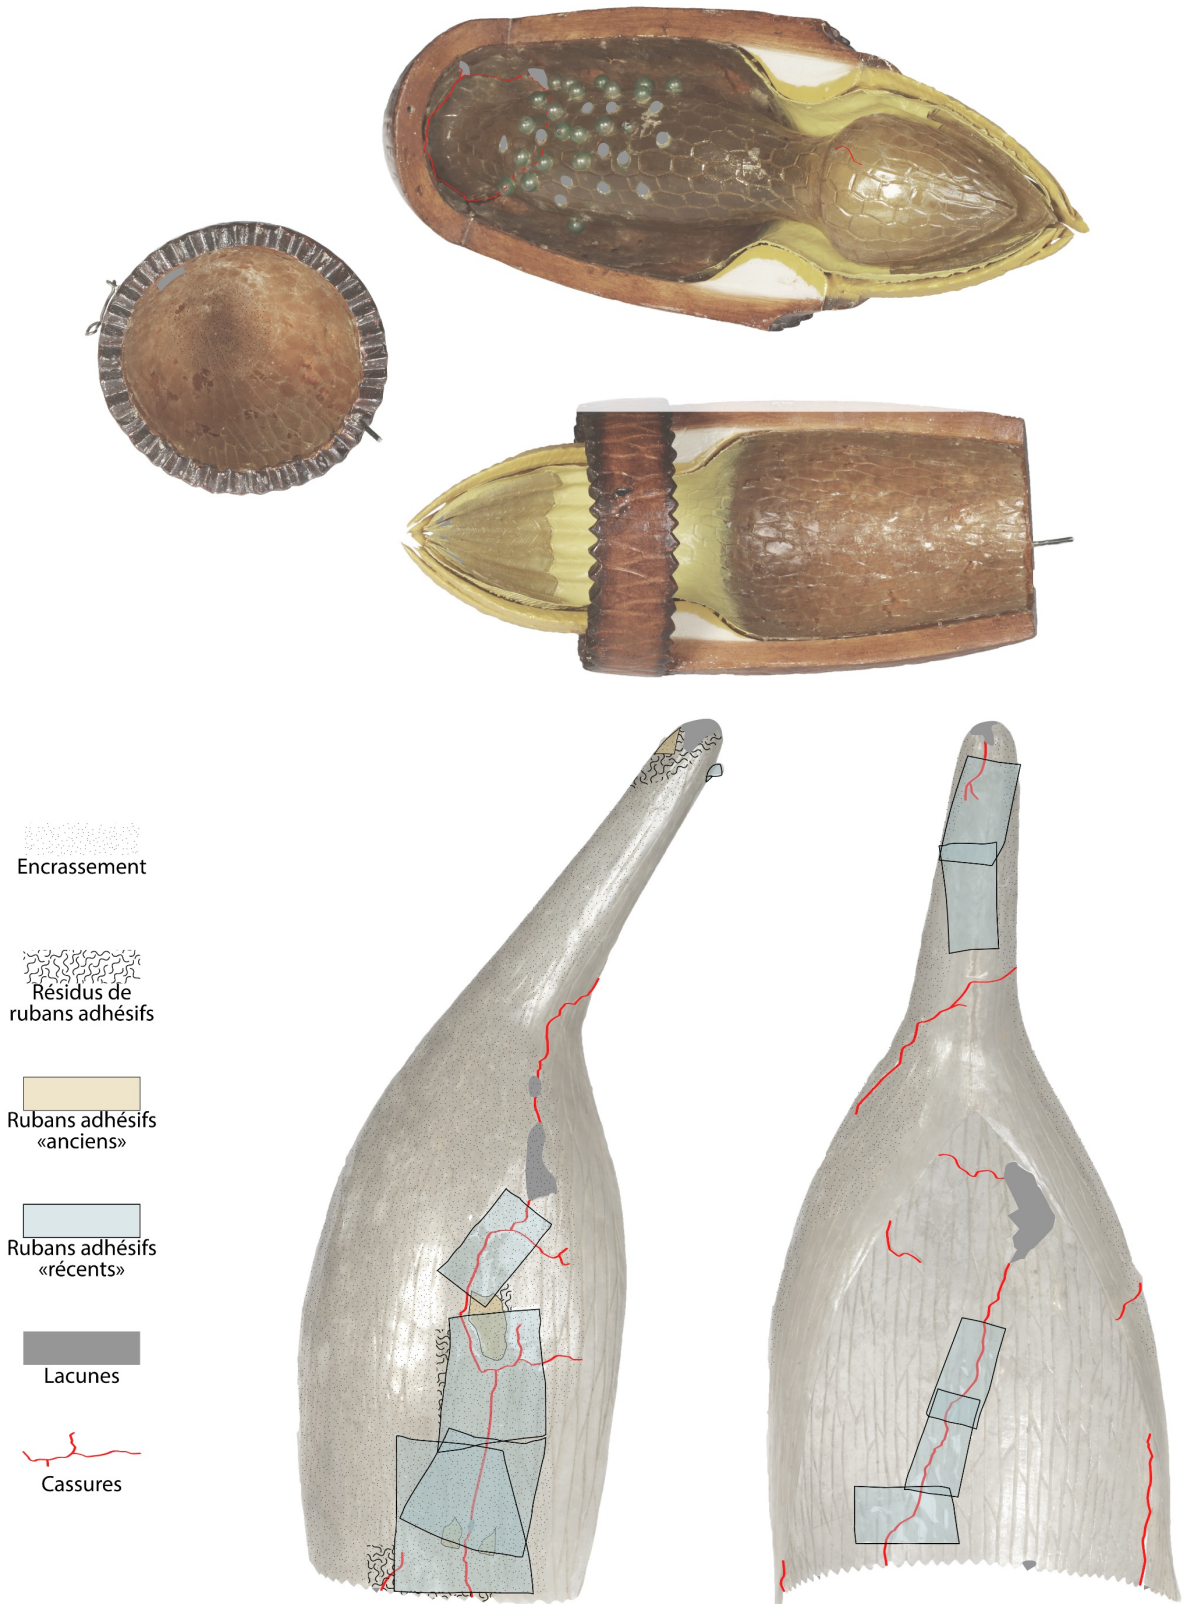 Encrassement
Résidus de
rubans adhésifs
Rubans adhésifs
«anciens»
Rubans adhésifs
«récents»
Lacunes
Cassures